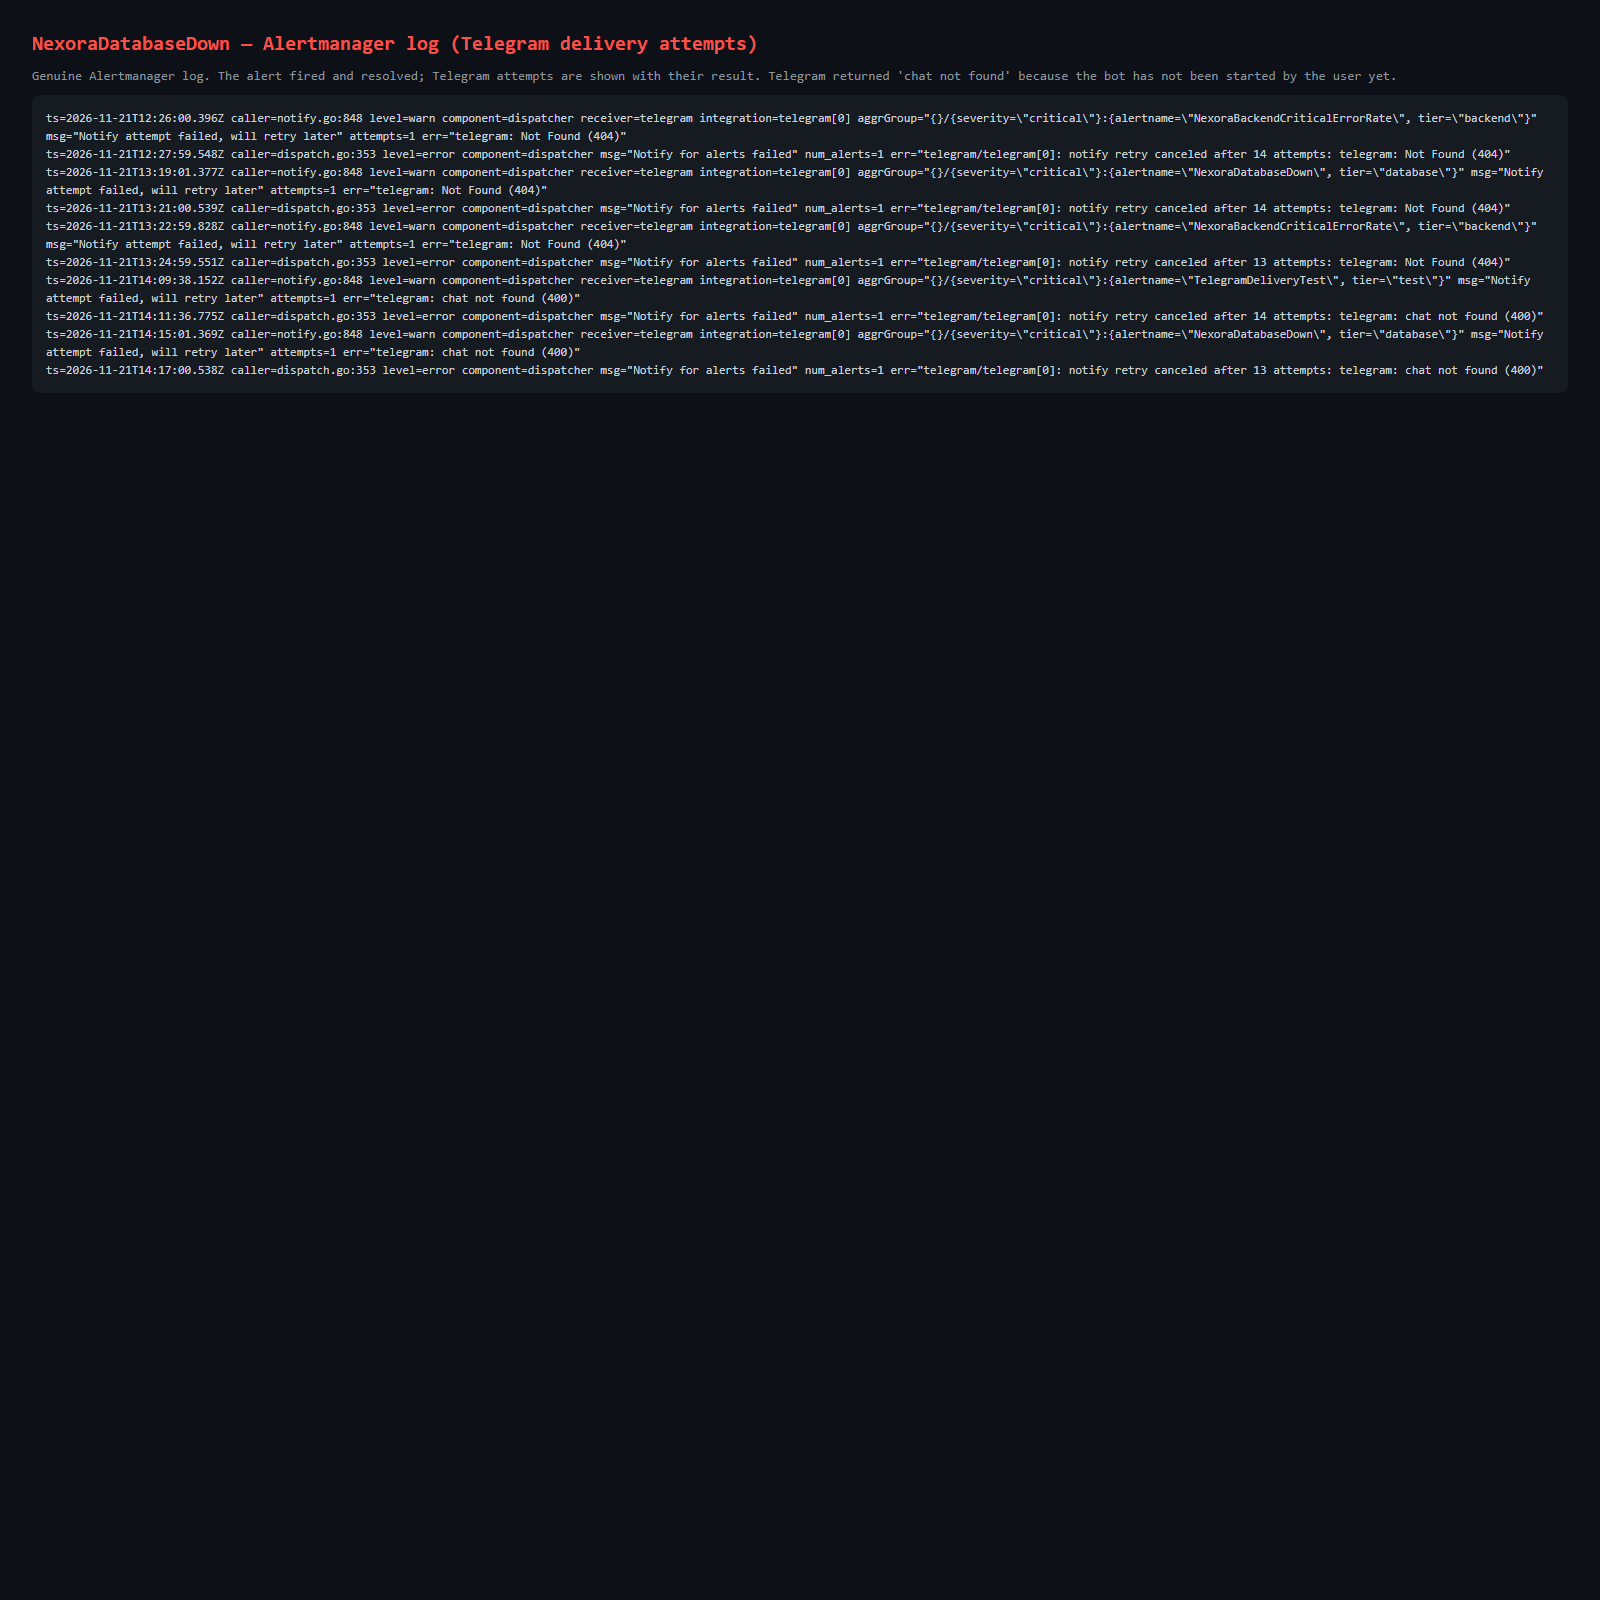 NexoraDatabaseDown — Alertmanager log (Telegram delivery attempts)
Genuine Alertmanager log. The alert fired and resolved; Telegram attempts are shown with their result. Telegram returned 'chat not found' because the bot has not been started by the user yet.
ts=2026-11-21T12:26:00.396Z caller=notify.go:848 level=warn component=dispatcher receiver=telegram integration=telegram[0] aggrGroup="{}/{severity=\"critical\"}:{alertname=\"NexoraBackendCriticalErrorRate\", tier=\"backend\"}"
msg="Notify attempt failed, will retry later" attempts=1 err="telegram: Not Found (404)"
ts=2026-11-21T12:27:59.548Z caller=dispatch.go:353 level=error component=dispatcher msg="Notify for alerts failed" num_alerts=1 err="telegram/telegram[0]: notify retry canceled after 14 attempts: telegram: Not Found (404)"
ts=2026-11-21T13:19:01.377Z caller=notify.go:848 level=warn component=dispatcher receiver=telegram integration=telegram[0] aggrGroup="{}/{severity=\"critical\"}:{alertname=\"NexoraDatabaseDown\", tier=\"database\"}" msg="Notify
attempt failed, will retry later" attempts=1 err="telegram: Not Found (404)"
ts=2026-11-21T13:21:00.539Z caller=dispatch.go:353 level=error component=dispatcher msg="Notify for alerts failed" num_alerts=1 err="telegram/telegram[0]: notify retry canceled after 14 attempts: telegram: Not Found (404)"
ts=2026-11-21T13:22:59.828Z caller=notify.go:848 level=warn component=dispatcher receiver=telegram integration=telegram[0] aggrGroup="{}/{severity=\"critical\"}:{alertname=\"NexoraBackendCriticalErrorRate\", tier=\"backend\"}"
msg="Notify attempt failed, will retry later" attempts=1 err="telegram: Not Found (404)"
ts=2026-11-21T13:24:59.551Z caller=dispatch.go:353 level=error component=dispatcher msg="Notify for alerts failed" num_alerts=1 err="telegram/telegram[0]: notify retry canceled after 13 attempts: telegram: Not Found (404)"
ts=2026-11-21T14:09:38.152Z caller=notify.go:848 level=warn component=dispatcher receiver=telegram integration=telegram[0] aggrGroup="{}/{severity=\"critical\"}:{alertname=\"TelegramDeliveryTest\", tier=\"test\"}" msg="Notify
attempt failed, will retry later" attempts=1 err="telegram: chat not found (400)"
ts=2026-11-21T14:11:36.775Z caller=dispatch.go:353 level=error component=dispatcher msg="Notify for alerts failed" num_alerts=1 err="telegram/telegram[0]: notify retry canceled after 14 attempts: telegram: chat not found (400)"
ts=2026-11-21T14:15:01.369Z caller=notify.go:848 level=warn component=dispatcher receiver=telegram integration=telegram[0] aggrGroup="{}/{severity=\"critical\"}:{alertname=\"NexoraDatabaseDown\", tier=\"database\"}" msg="Notify
attempt failed, will retry later" attempts=1 err="telegram: chat not found (400)"
ts=2026-11-21T14:17:00.538Z caller=dispatch.go:353 level=error component=dispatcher msg="Notify for alerts failed" num_alerts=1 err="telegram/telegram[0]: notify retry canceled after 13 attempts: telegram: chat not found (400)"